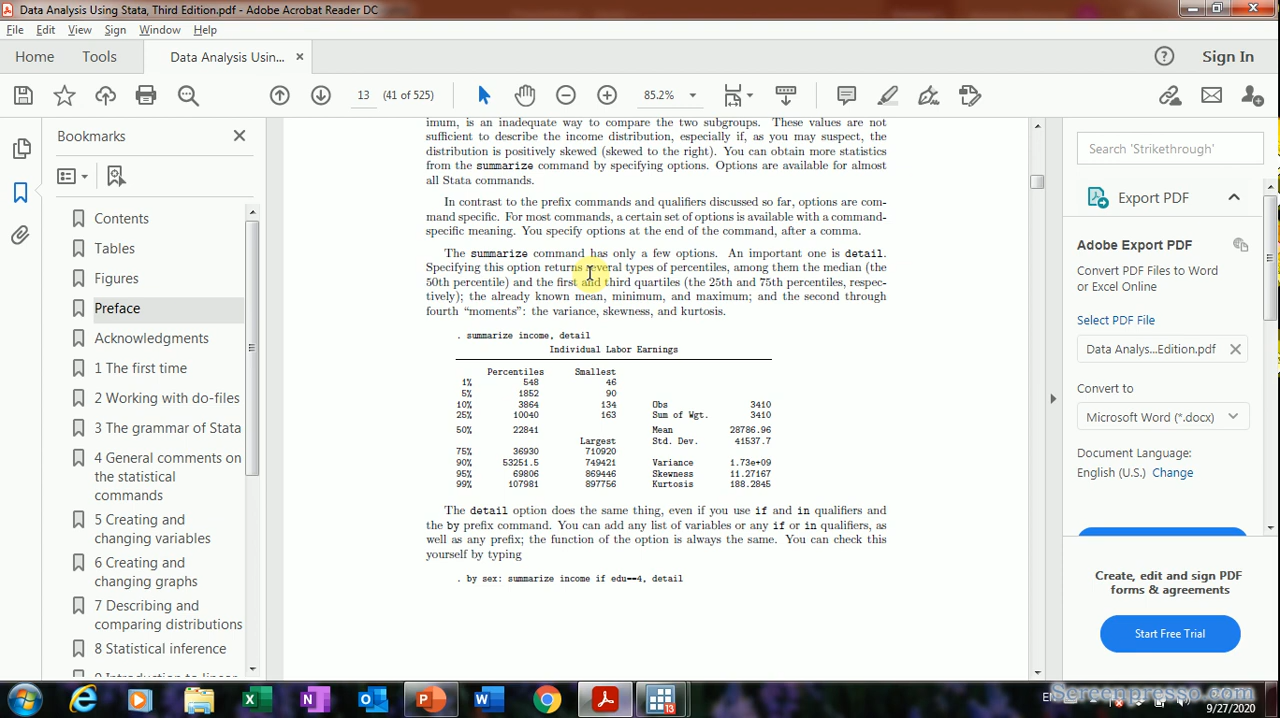 Data Analysis Using Stata, Third Edition.pdf - Adobe Acrobat Reader DC
File Edit View Sign Window Help
Home Tools Data Analysis Usin... × Sign In
13 (41 of 525) 85.2%
Bookmarks
Contents
Tables
Figures
Preface
Acknowledgments
1 The first time
2 Working with do-files
3 The grammar of Stata
4 General comments on
the statistical
commands
5 Creating and
changing variables
6 Creating and
changing graphs
7 Describing and
comparing distributions
8 Statistical inference
imum, is an inadequate way to compare the two subgroups. These values are not
sufficient to describe the income distribution, especially if, as you may suspect, the
distribution is positively skewed (skewed to the right). You can obtain more statistics
from the summarize command by specifying options. Options are available for almost
all Stata commands.
In contrast to the prefix commands and qualifiers discussed so far, options are com-
mand specific. For most commands, a certain set of options is available with a command-
specific meaning. You specify options at the end of the command, after a comma.
The summarize command has only a few options. An important one is detail.
Specifying this option returns several types of percentiles, among them the median (the
50th percentile) and the first and third quartiles (the 25th and 75th percentiles, respec-
tively); the already known mean, minimum, and maximum; and the second through
fourth “moments”: the variance, skewness, and kurtosis.
. summarize income, detail
Individual Labor Earnings
Percentiles Smallest
1% 548 46
5% 1852 90
10% 3864 134 Obs 3410
25% 10040 163 Sum of Wgt. 3410
50% 22841 Mean 28786.96
Largest Std. Dev. 41537.7
75% 36930 710920
90% 53251.5 749421 Variance 1.73e+09
95% 69806 869446 Skewness 11.27167
99% 107981 897756 Kurtosis 188.2845
The detail option does the same thing, even if you use if and in qualifiers and
the by prefix command. You can add any list of variables or any if or in qualifiers, as
well as any prefix; the function of the option is always the same. You can check this
yourself by typing
. by sex: summarize income if edu==4, detail
Search 'Strikethrough'
Export PDF
Adobe Export PDF
Convert PDF Files to Word
or Excel Online
Select PDF File
Data Analys...Edition.pdf
Convert to
Microsoft Word (*.docx)
Document Language:
English (U.S.) Change
Create, edit and sign PDF
forms & agreements
Start Free Trial
13
EN
Screenpresso.com
9/27/2020